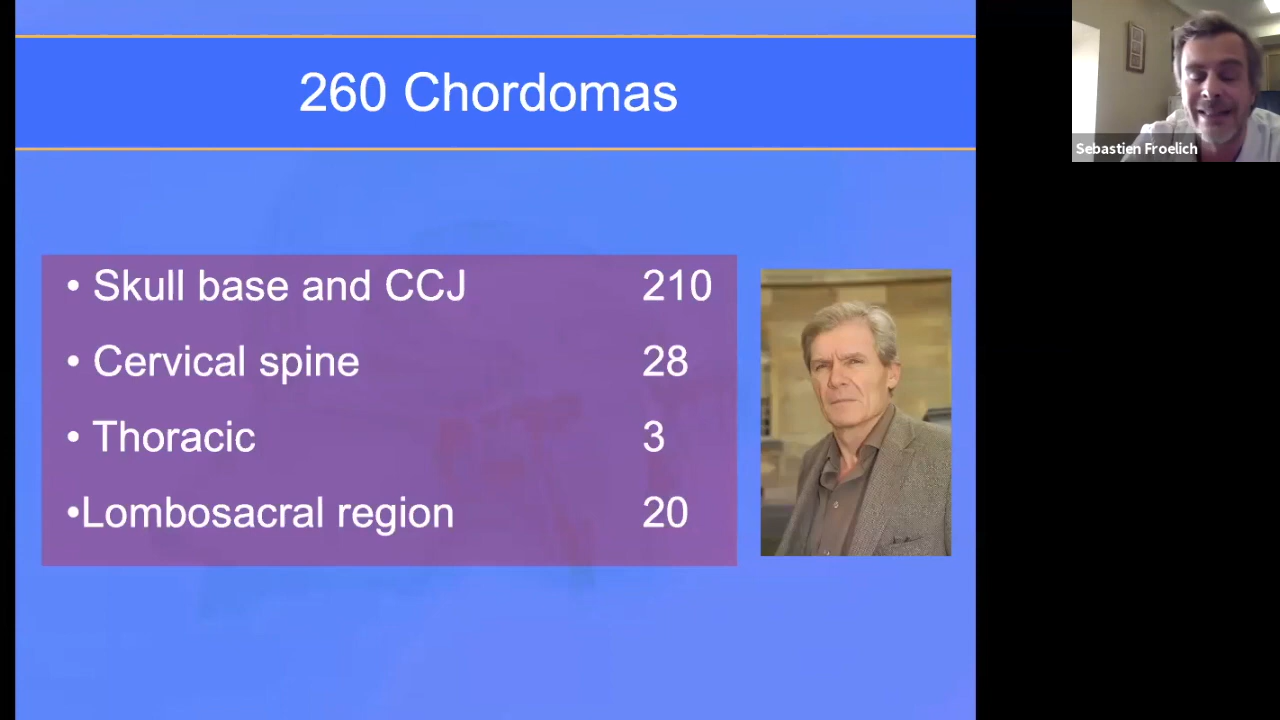 260 Chordomas
Sebastien Froelich
• Skull base and CCJ 210
• Cervical spine 28
• Thoracic 3
•Lombosacral region 20